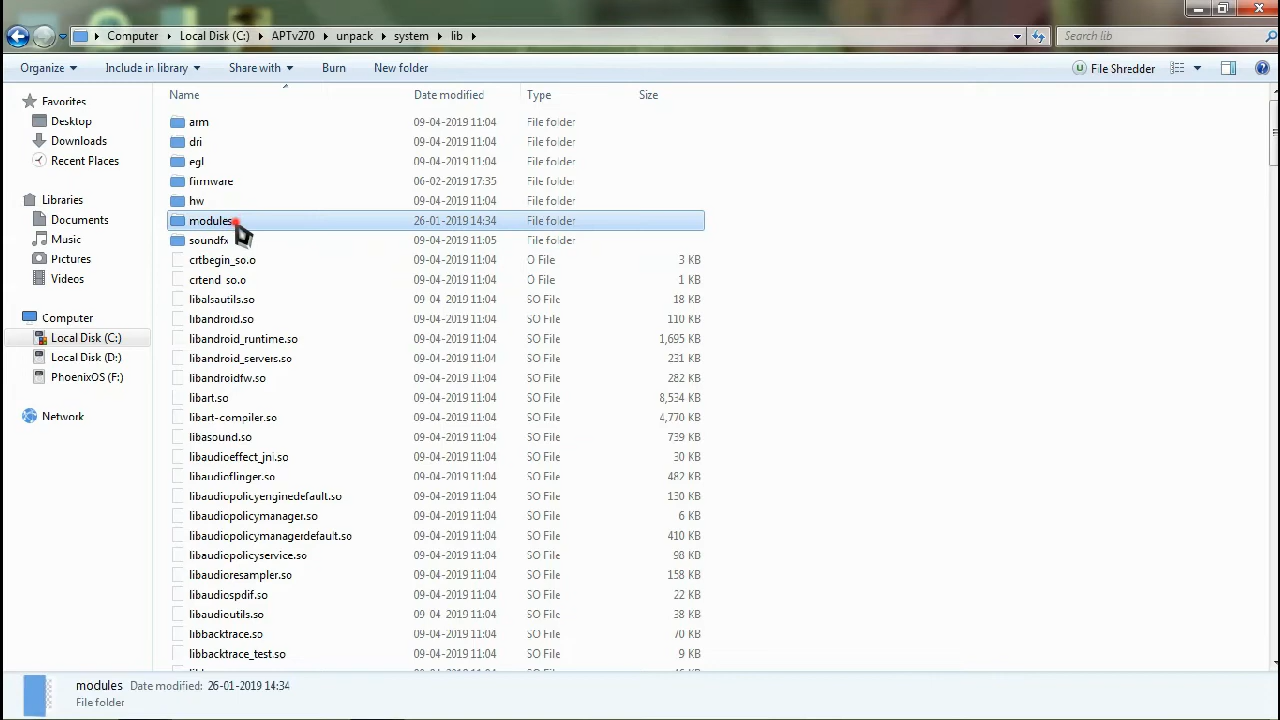 Computer Local Disk (C:) APTv270 unpack system lib Search lib
Organize Include in library Share with Burn New folder File Shredder
Name Date modified Type Size
Favorites
Desktop
Downloads
Recent Places
Libraries
Documents
Music
Pictures
Videos
Computer
Local Disk (C:)
Local Disk (D:)
PhoenixOS (F:)
Network
arm 09-04-2019 11:04 File folder
dri 09-04-2019 11:04 File folder
egl 09-04-2019 11:04 File folder
firmware 06-02-2019 17:35 File folder
hw 09-04-2019 11:04 File folder
modules 26-01-2019 14:34 File folder
soundfx 09-04-2019 11:05 File folder
crtbegin_so.o 09-04-2019 11:04 O File 3 KB
crtend_so.o 09-04-2019 11:04 O File 1 KB
libalsautils.so 09-04-2019 11:04 SO File 18 KB
libandroid.so 09-04-2019 11:04 SO File 110 KB
libandroid_runtime.so 09-04-2019 11:04 SO File 1,695 KB
libandroid_servers.so 09-04-2019 11:04 SO File 231 KB
libandroidfw.so 09-04-2019 11:04 SO File 282 KB
libart.so 09-04-2019 11:04 SO File 8,534 KB
libart-compiler.so 09-04-2019 11:04 SO File 4,770 KB
libasound.so 09-04-2019 11:04 SO File 739 KB
libaudioeffect_jni.so 09-04-2019 11:04 SO File 30 KB
libaudioflinger.so 09-04-2019 11:04 SO File 482 KB
libaudiopolicyenginedefault.so 09-04-2019 11:04 SO File 130 KB
libaudiopolicymanager.so 09-04-2019 11:04 SO File 6 KB
libaudiopolicymanagerdefault.so 09-04-2019 11:04 SO File 410 KB
libaudiopolicyservice.so 09-04-2019 11:04 SO File 98 KB
libaudioresampler.so 09-04-2019 11:04 SO File 158 KB
libaudiospdif.so 09-04-2019 11:04 SO File 22 KB
libaudioutils.so 09-04-2019 11:04 SO File 38 KB
libbacktrace.so 09-04-2019 11:04 SO File 70 KB
libbacktrace_test.so 09-04-2019 11:04 SO File 9 KB
modules Date modified: 26-01-2019 14:34
File folder